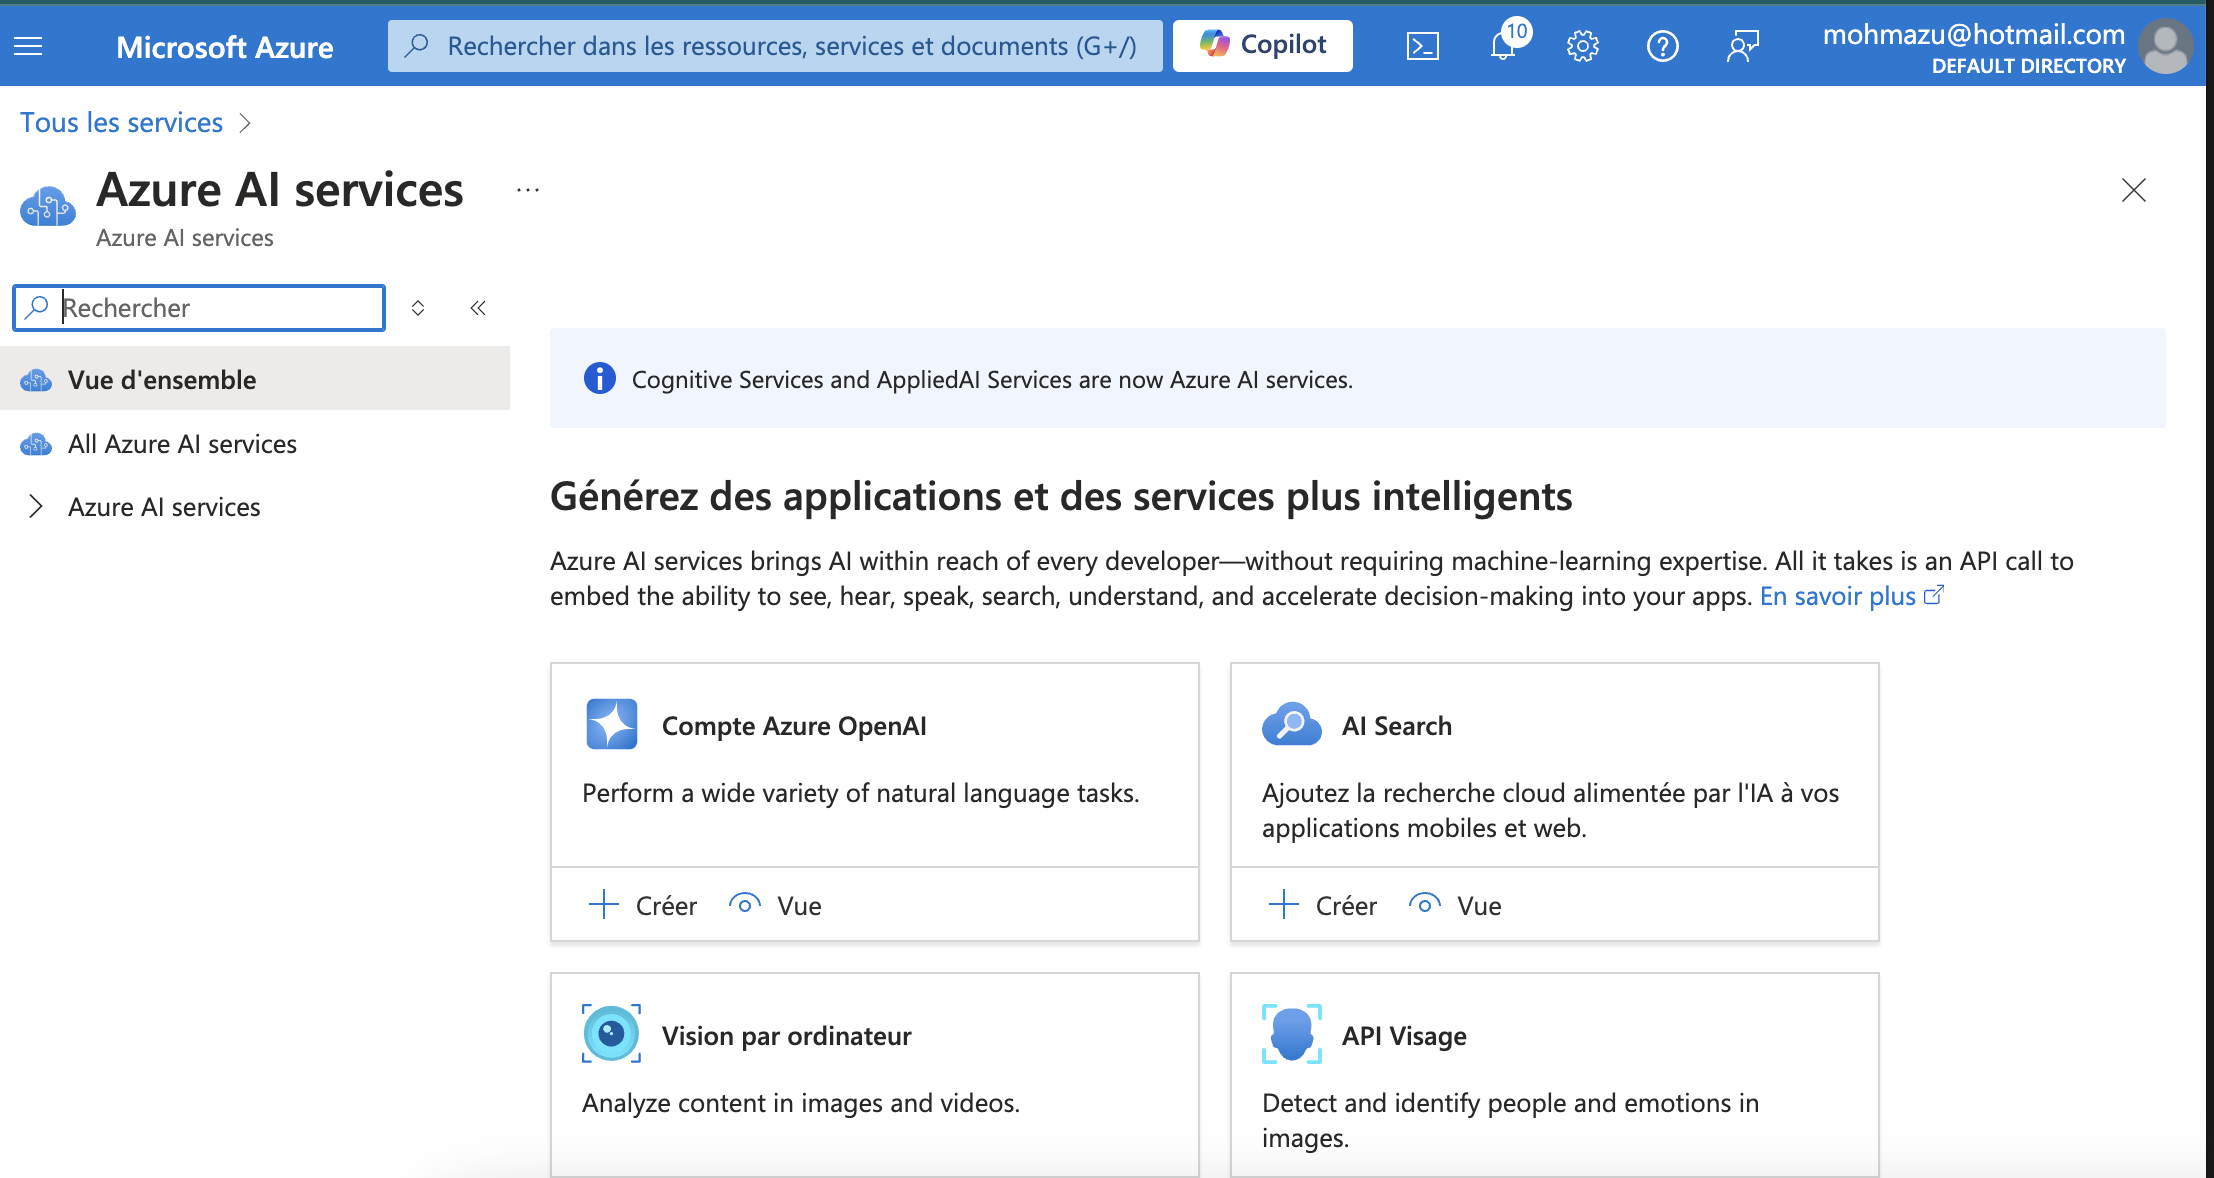 Microsoft Azure
Rechercher dans les ressources, services et documents (G+/)
Copilot
10
mohmazu@hotmail.com
DEFAULT DIRECTORY
Tous les services
Azure AI services
Azure AI services
Rechercher
Vue d'ensemble
All Azure AI services
Azure AI services
Cognitive Services and AppliedAI Services are now Azure AI services.
Générez des applications et des services plus intelligents
Azure AI services brings AI within reach of every developer—without requiring machine-learning expertise. All it takes is an API call to
embed the ability to see, hear, speak, search, understand, and accelerate decision-making into your apps. En savoir plus
Compte Azure OpenAI
Perform a wide variety of natural language tasks.
Créer Vue
AI Search
Ajoutez la recherche cloud alimentée par l'IA à vos
applications mobiles et web.
Créer Vue
Vision par ordinateur
Analyze content in images and videos.
API Visage
Detect and identify people and emotions in
images.